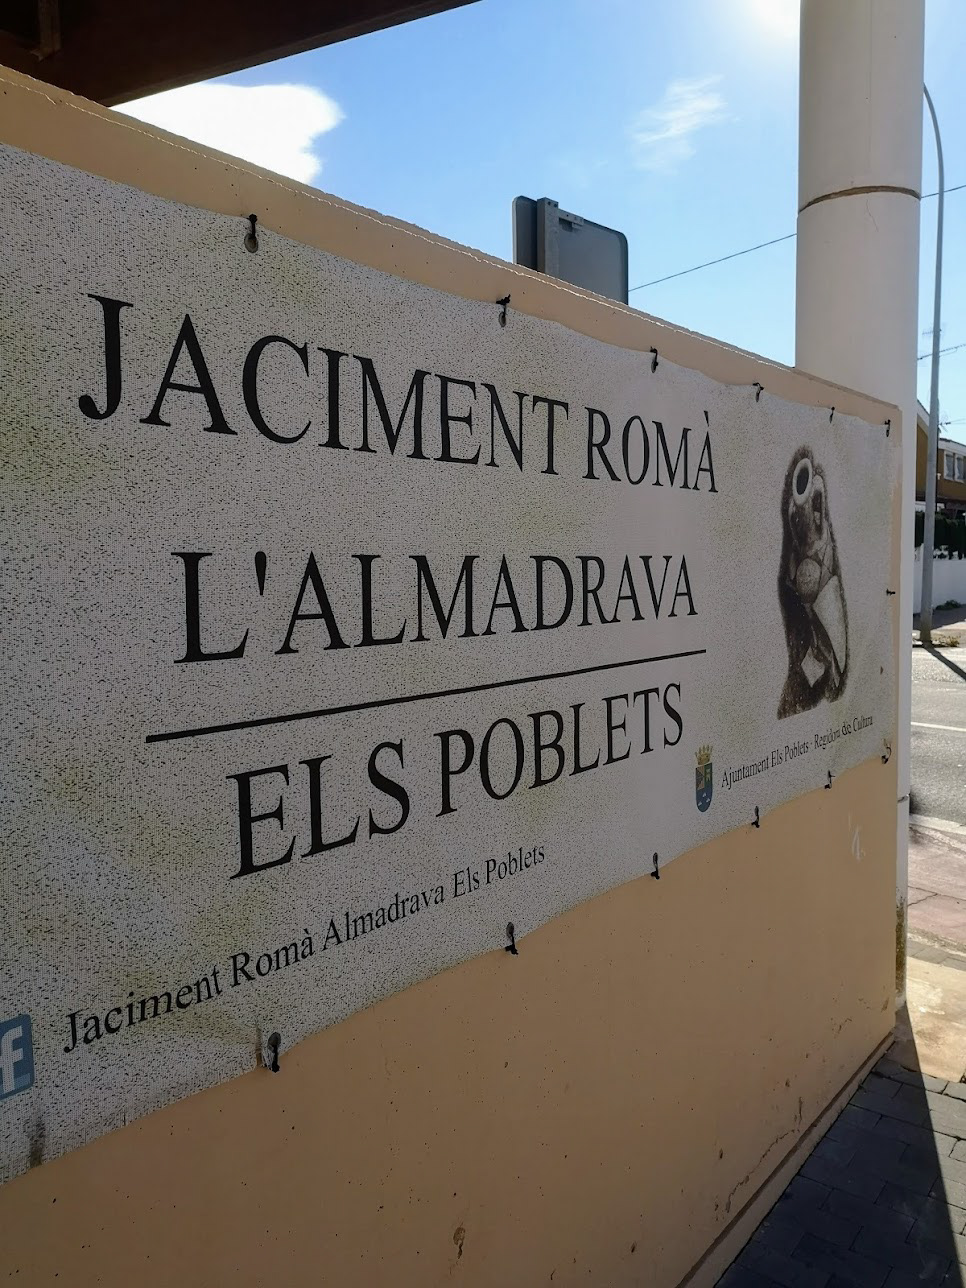 JACIMENT ROMÀ
L'ALMADRAVA
ELS POBLETS
Ajuntament Els Poblets - Regidoria de Cultura
f Jaciment Romà Almadrava Els Poblets